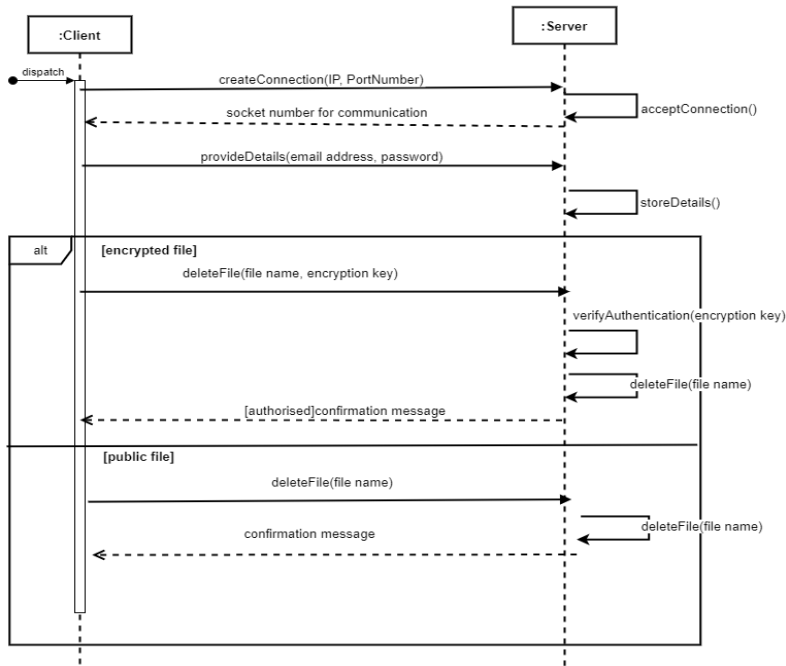 :Client
:Server
dispatch
createConnection(IP, PortNumber)
acceptConnection()
socket number for communication
provideDetails(email address, password)
storeDetails()
alt
[encrypted file]
deleteFile(file name, encryption key)
verifyAuthentication(encryption key)
deleteFile(file name)
[authorised]confirmation message
[public file]
deleteFile(file name)
deleteFile(file name)
confirmation message